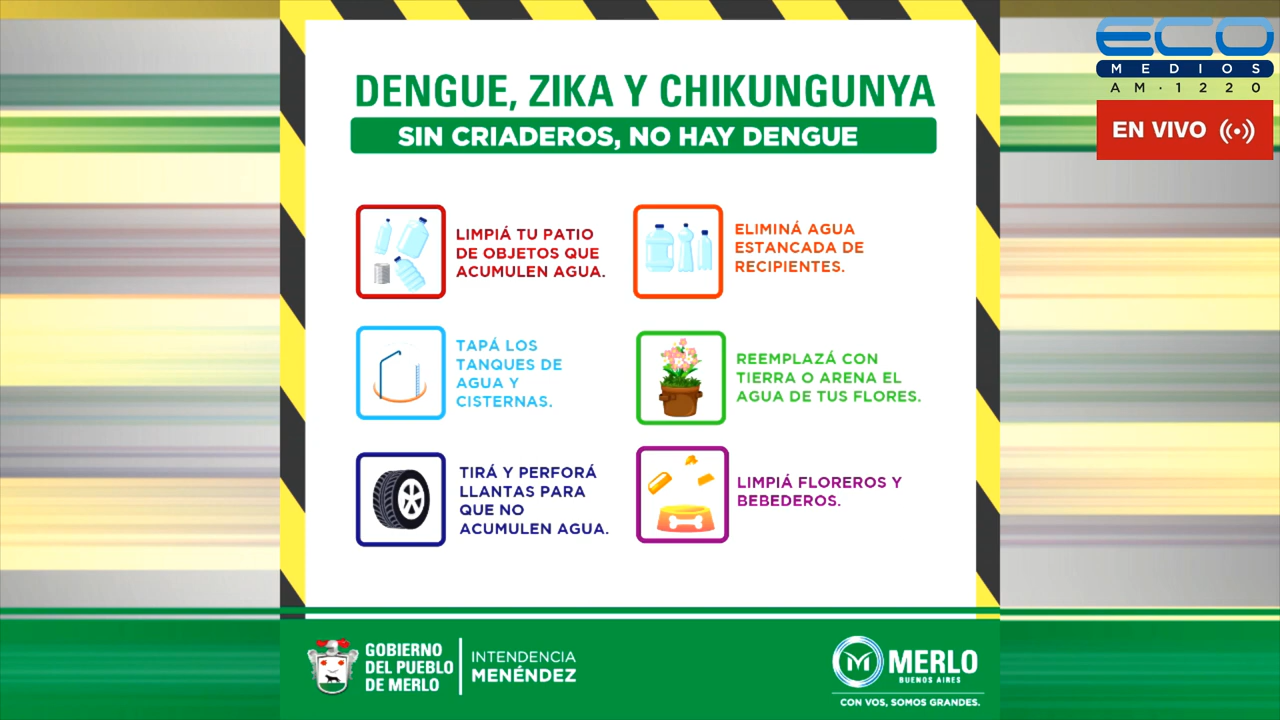 ECO
MEDIOS
AM·1220
EN VIVO
DENGUE, ZIKA Y CHIKUNGUNYA
SIN CRIADEROS, NO HAY DENGUE
LIMPIÁ TU PATIO
DE OBJETOS QUE
ACUMULEN AGUA.
ELIMINÁ AGUA
ESTANCADA DE
RECIPIENTES.
TAPÁ LOS
TANQUES DE
AGUA Y
CISTERNAS.
REEMPLAZÁ CON
TIERRA O ARENA EL
AGUA DE TUS FLORES.
TIRÁ Y PERFORÁ
LLANTAS PARA
QUE NO
ACUMULEN AGUA.
LIMPIÁ FLOREROS Y
BEBEDEROS.
GOBIERNO
DEL PUEBLO
DE MERLO
INTENDENCIA
MENÉNDEZ
MERLO
BUENOS AIRES
CON VOS, SOMOS GRANDES.